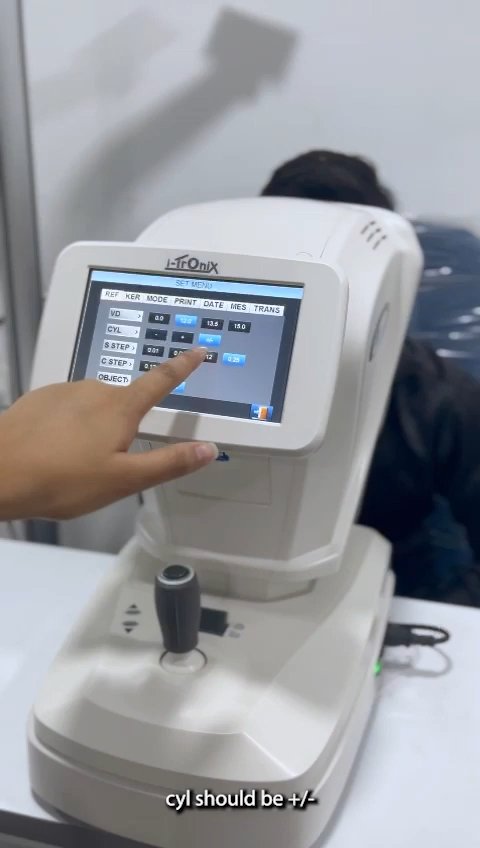 i-TrOniX
SET MENU
REF KER MODE PRINT DATE MES TRANS
VD 0.0 12.0 13.5 15.0
CYL - + +/-
S.STEP 0.01 0.25
C.STEP
OBJECT
cyl should be +/-